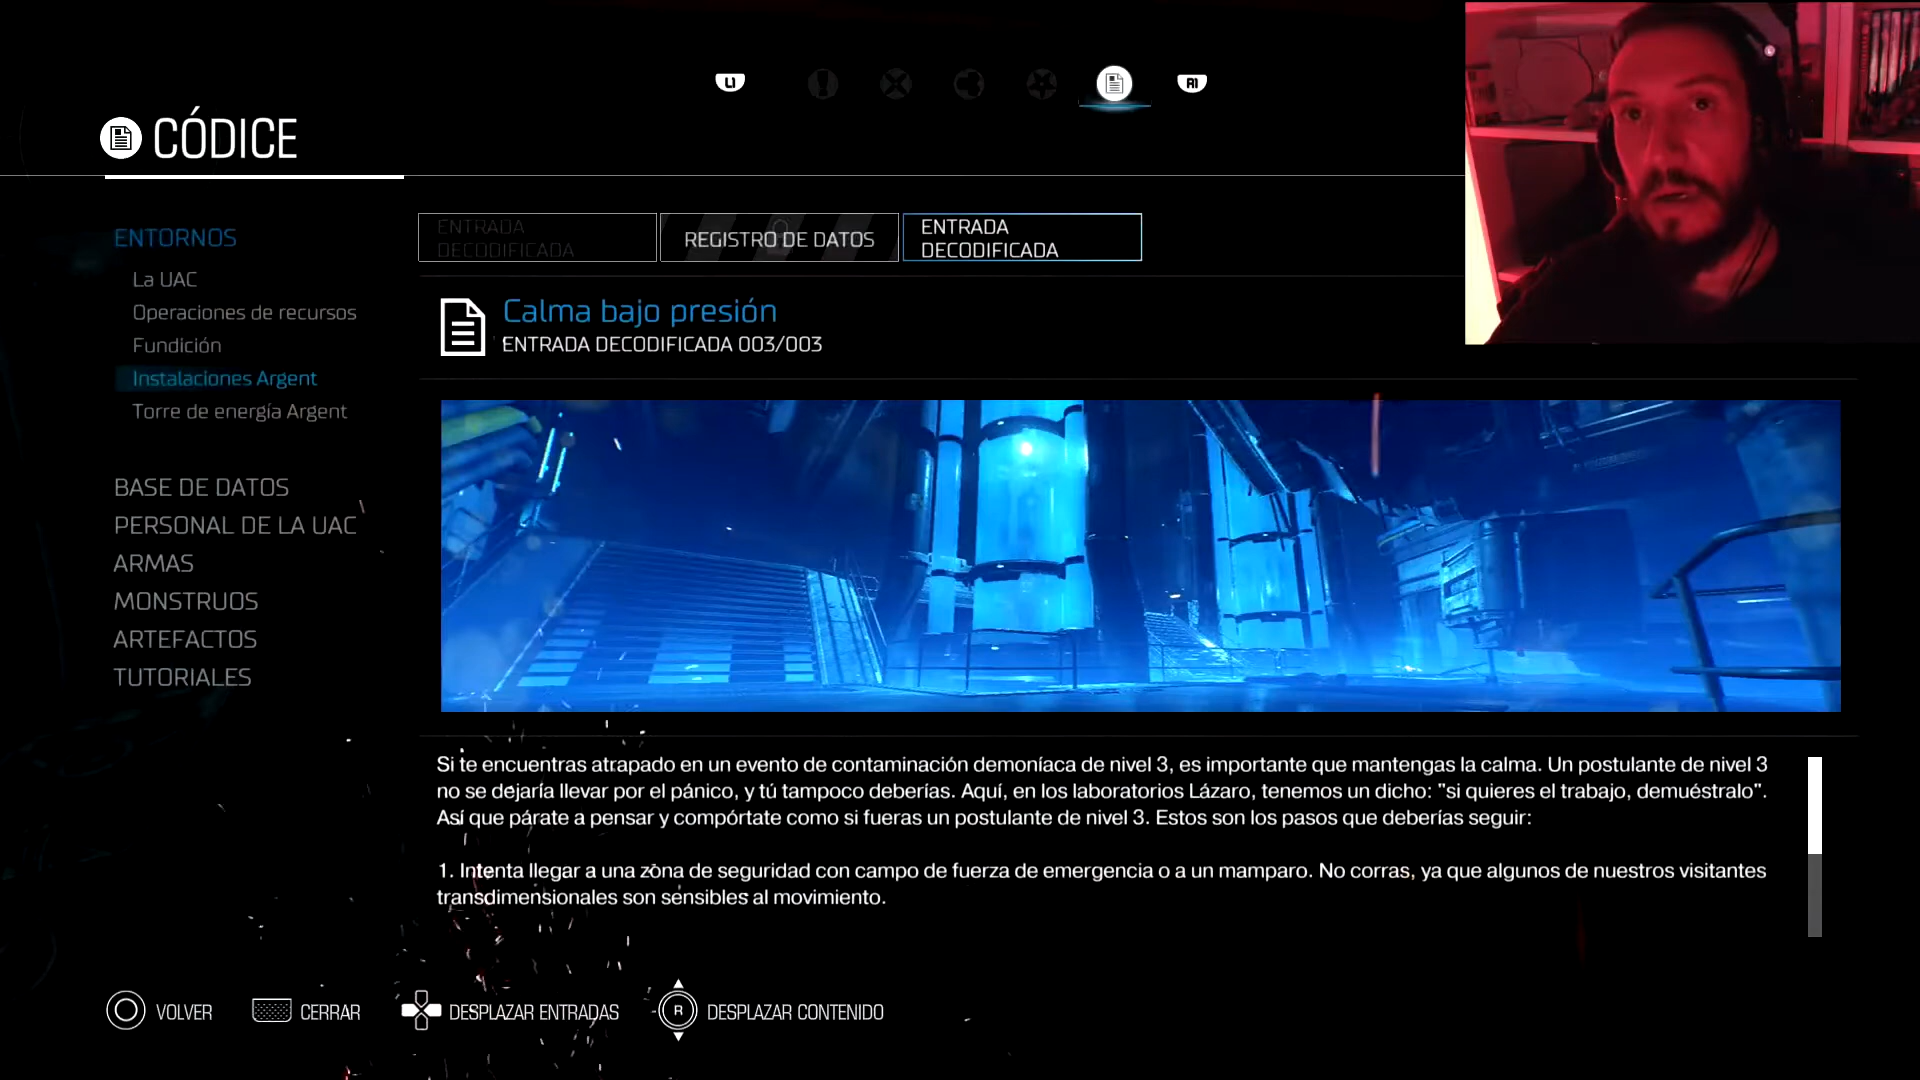 L1
R1
CÓDICE
ENTORNOS
La UAC
Operaciones de recursos
Fundición
Instalaciones Argent
Torre de energía Argent
BASE DE DATOS
PERSONAL DE LA UAC
ARMAS
MONSTRUOS
ARTEFACTOS
TUTORIALES
ENTRADA
DECODIFICADA
REGISTRO DE DATOS
ENTRADA
DECODIFICADA
Calma bajo presión
ENTRADA DECODIFICADA 003/003
Si te encuentras atrapado en un evento de contaminación demoníaca de nivel 3, es importante que mantengas la calma. Un postulante de nivel 3
no se dejaría llevar por el pánico, y tú tampoco deberías. Aquí, en los laboratorios Lázaro, tenemos un dicho: "si quieres el trabajo, demuéstralo".
Así que párate a pensar y compórtate como si fueras un postulante de nivel 3. Estos son los pasos que deberías seguir:
1. Intenta llegar a una zona de seguridad con campo de fuerza de emergencia o a un mamparo. No corras, ya que algunos de nuestros visitantes
transdimensionales son sensibles al movimiento.
VOLVER
CERRAR
DESPLAZAR ENTRADAS
R
DESPLAZAR CONTENIDO